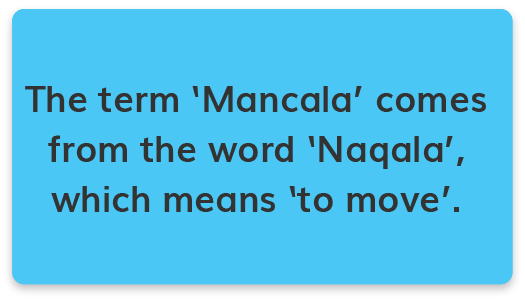 The term ‘Mancala’ comes
from the word ‘Naqala’,
which means ‘to move’.